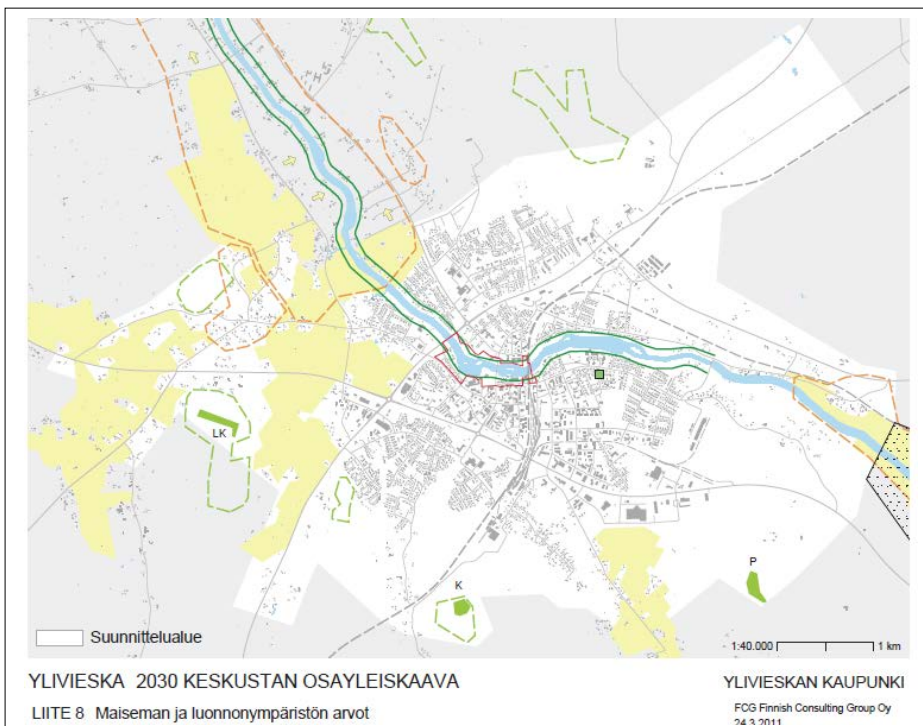 LK
K
P
Suunnittelualue
1:40.000
1 km
YLIVIESKA 2030 KESKUSTAN OSAYLEISKAAVA
YLIVIESKAN KAUPUNKI
LIITE 8 Maiseman ja luonnonympäristön arvot
FCG Finnish Consulting Group Oy
24.3.2011